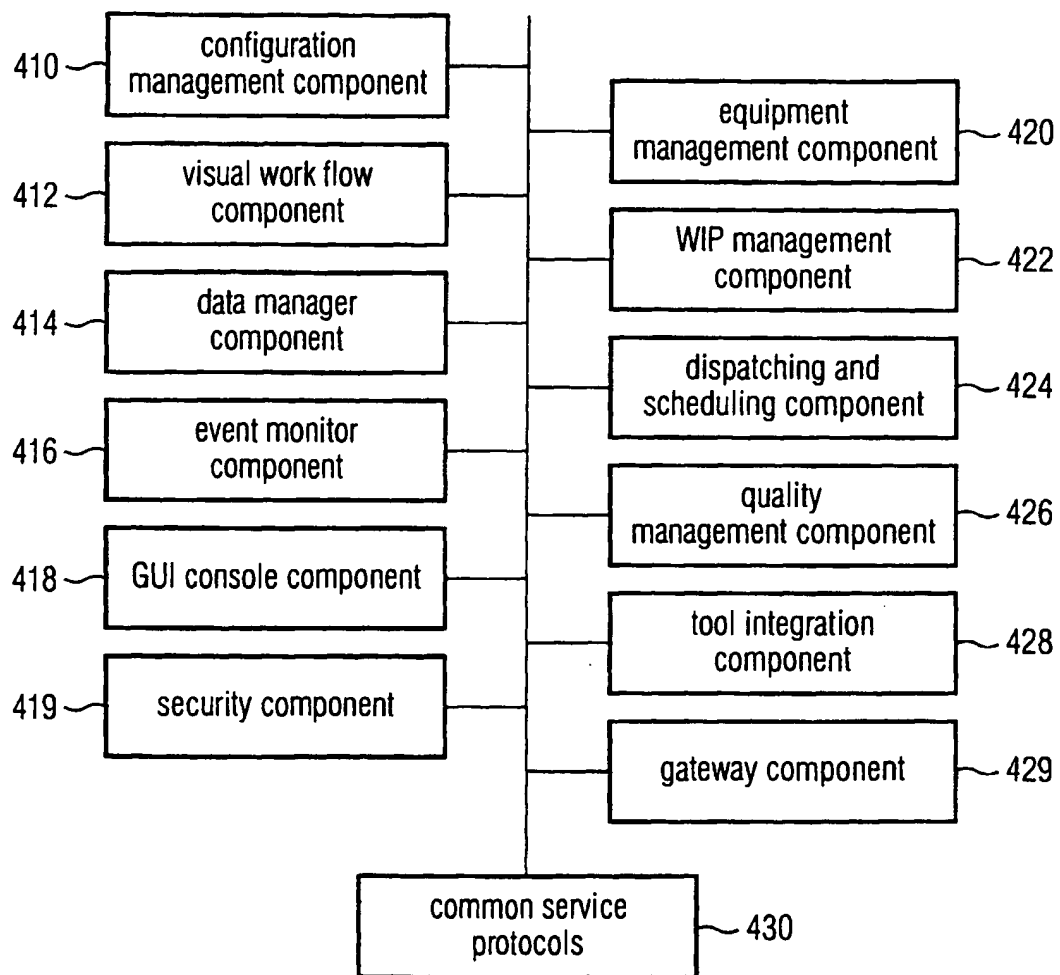 410
configuration
management component
412
visual work flow
component
414
data manager
component
416
event monitor
component
418
GUI console component
419
security component
equipment
management component
420
WIP management
component
422
dispatching and
scheduling component
424
quality
management component
426
tool integration
component
428
gateway component
429
common service
protocols
430